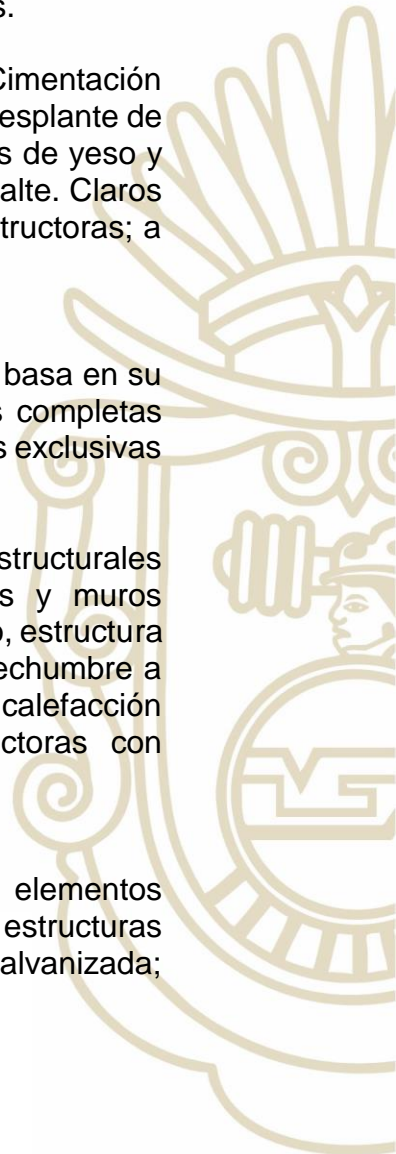 s.
Cimentación
esplante de
s de yeso y
alte. Claros
tructoras; a
basa en su
s completas
s exclusivas
structurales
s y muros
o, estructura
echumbre a
calefacción
ctoras con
elementos
estructuras
alvanizada;